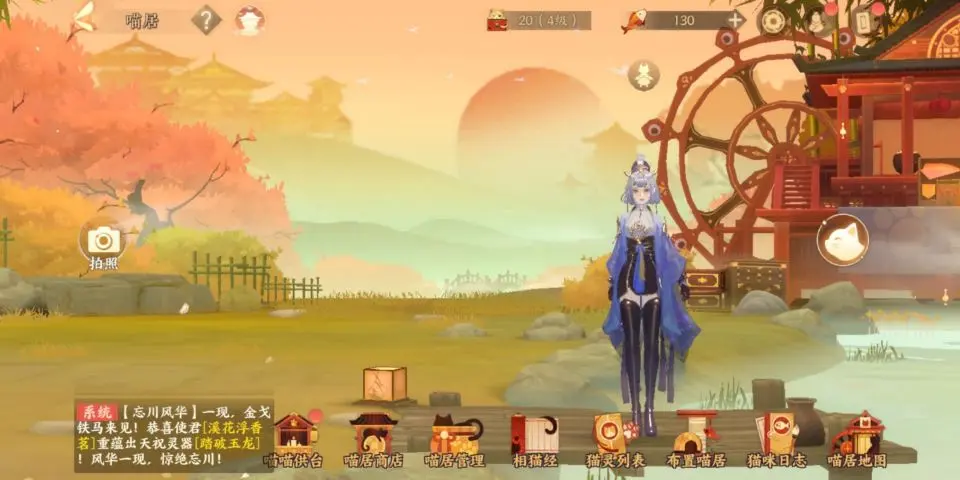 喵居
?
20（4级）
130
拍照
系统【忘川风华】一现，金戈
铁马来见！恭喜使君[溪花浮香
茗]重蕴出天祝灵器[踏破玉龙]
！风华一现，惊绝忘川！
喵喵供台
喵居商店
喵居管理
相猫经
猫灵列表
布置喵居
猫咪日志
喵居地图